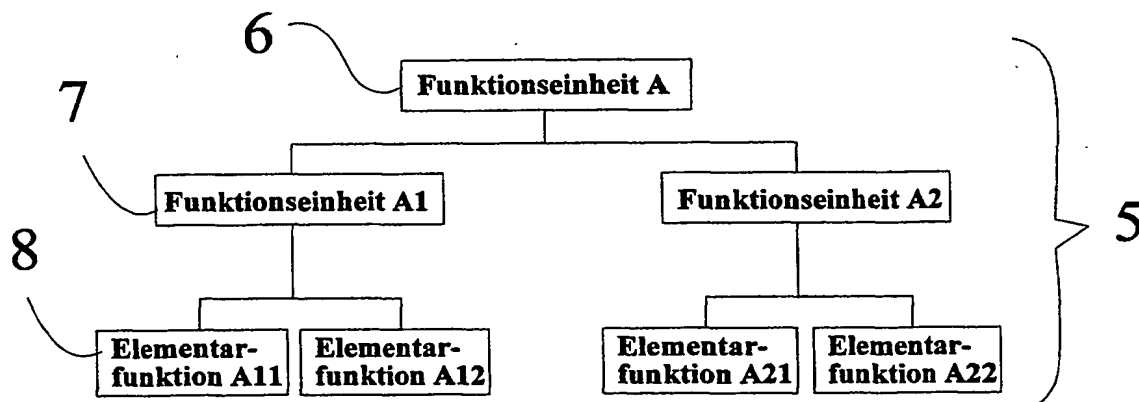 6
Funktionseinheit A
7
Funktionseinheit A1
Funktionseinheit A2
5
8
Elementar-
funktion A11
Elementar-
funktion A12
Elementar-
funktion A21
Elementar-
funktion A22